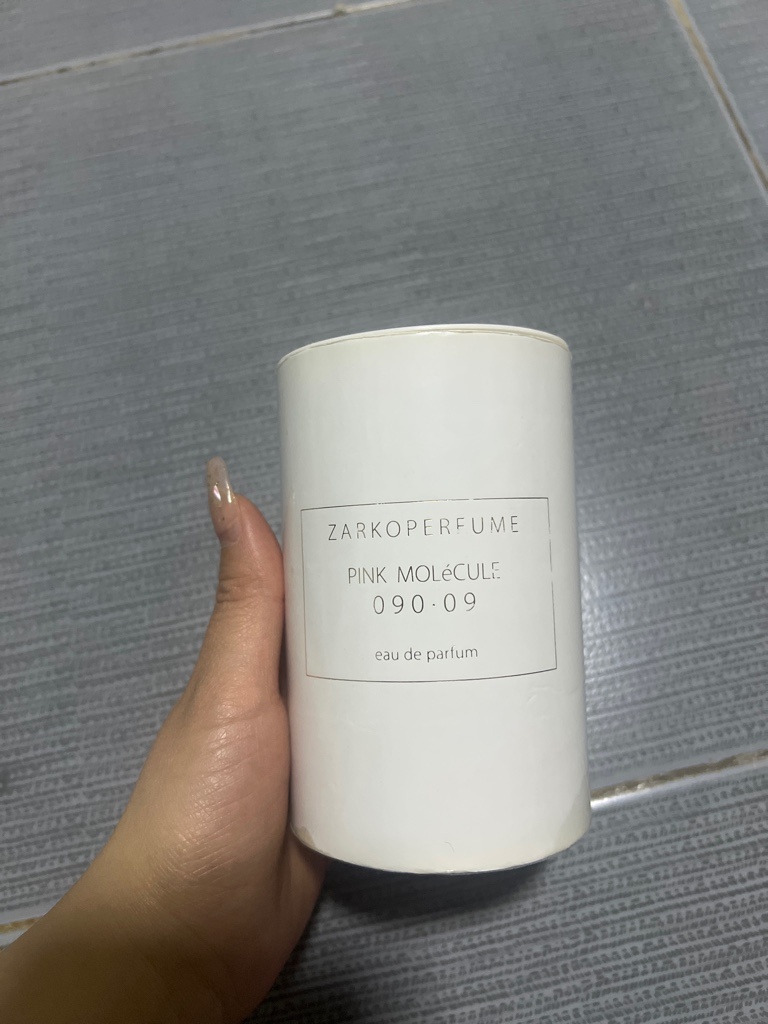 ZARKOPERFUME
PINK MOLéCULE
090·09
eau de parfum